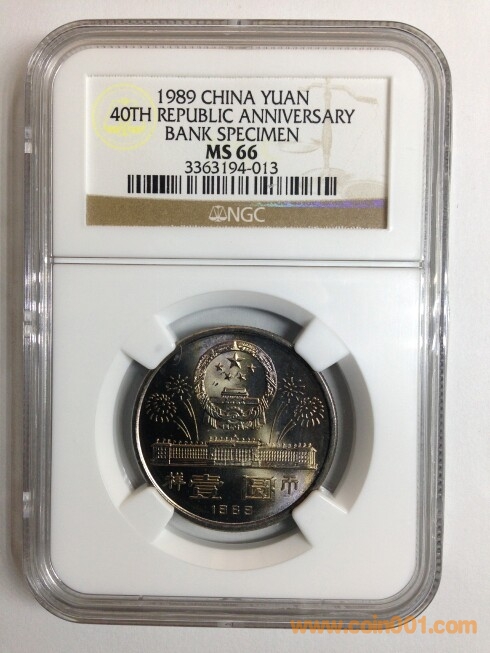 1989 CHINA YUAN
40TH REPUBLIC ANNIVERSARY
BANK SPECIMEN
MS 66
3363194-013
NGC
样 壹 圆 币
1989
www.coin001.com